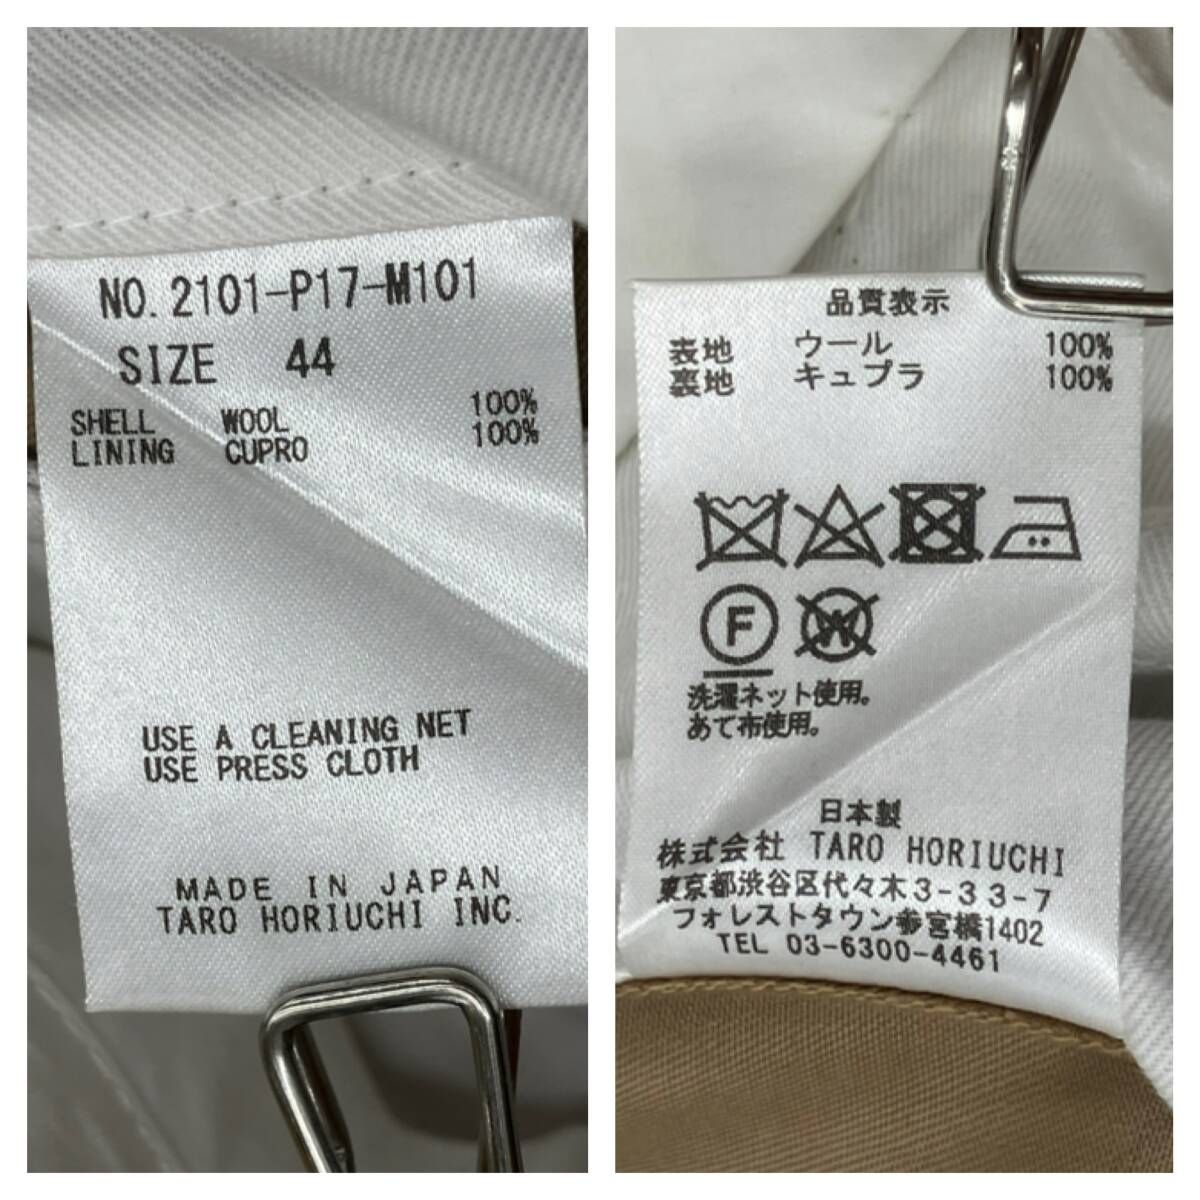 NO. 2101-P17-M101
SIZE 44
SHELL WOOL 100%
LINING CUPRO 100%
USE A CLEANING NET
USE PRESS CLOTH
MADE IN JAPAN
TARO HORIUCHI INC.
品質表示
表地 ウール 100%
裏地 キュプラ 100%
F W
洗濯ネット使用。
あて布使用。
日本製
株式会社 TARO HORIUCHI
東京都渋谷区代々木3-33-7
フォレストタウン参宮橋1402
TEL 03-6300-4461